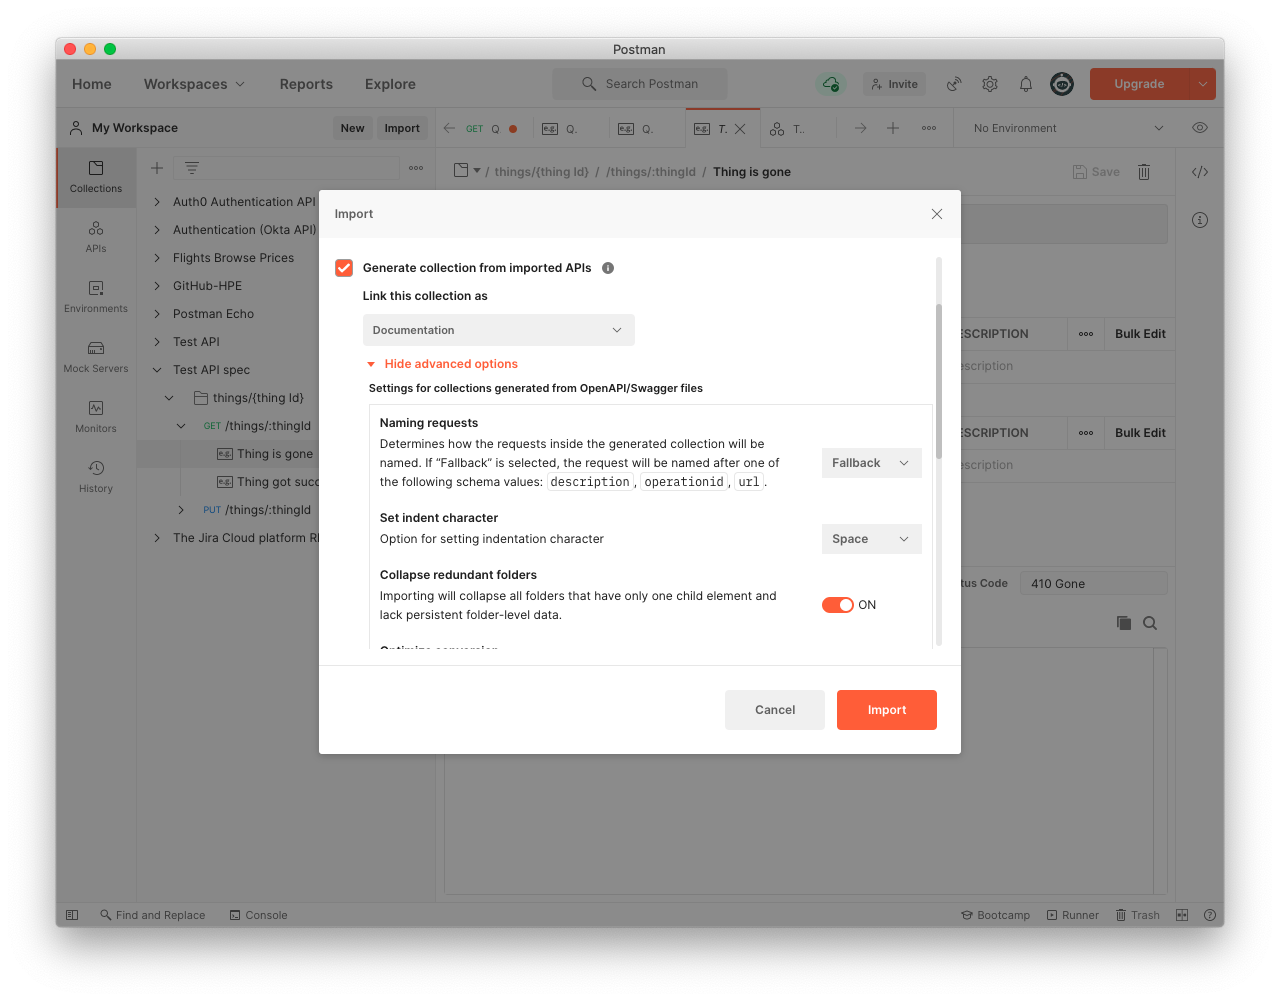 Postman
Home Workspaces Reports Explore Search Postman Invite Upgrade
My Workspace New Import GET Q e.g. Q. e.g. Q. e.g. T. T.. No Environment
Collections
APIs
Environments
Mock Servers
Monitors
History
Auth0 Authentication API
Authentication (Okta API)
Flights Browse Prices
GitHub-HPE
Postman Echo
Test API
Test API spec
things/{thing Id}
GET /things/:thingId
e.g. Thing is gone
e.g. Thing got succ
PUT /things/:thingId
The Jira Cloud platform
/ things/{thing Id} / /things/:thingId / Thing is gone Save
Import
Generate collection from imported APIs
Link this collection as
Documentation
Hide advanced options
Settings for collections generated from OpenAPI/Swagger files
Naming requests
Determines how the requests inside the generated collection will be
named. If “Fallback” is selected, the request will be named after one of
the following schema values: description, operationid, url.
Fallback
Set indent character
Option for setting indentation character
Space
Collapse redundant folders
Importing will collapse all folders that have only one child element and
lack persistent folder-level data.
ON
Optimize conversion
Cancel Import
ESCRIPTION Bulk Edit
escription
ESCRIPTION Bulk Edit
escription
tus Code 410 Gone
Find and Replace Console Bootcamp Runner Trash